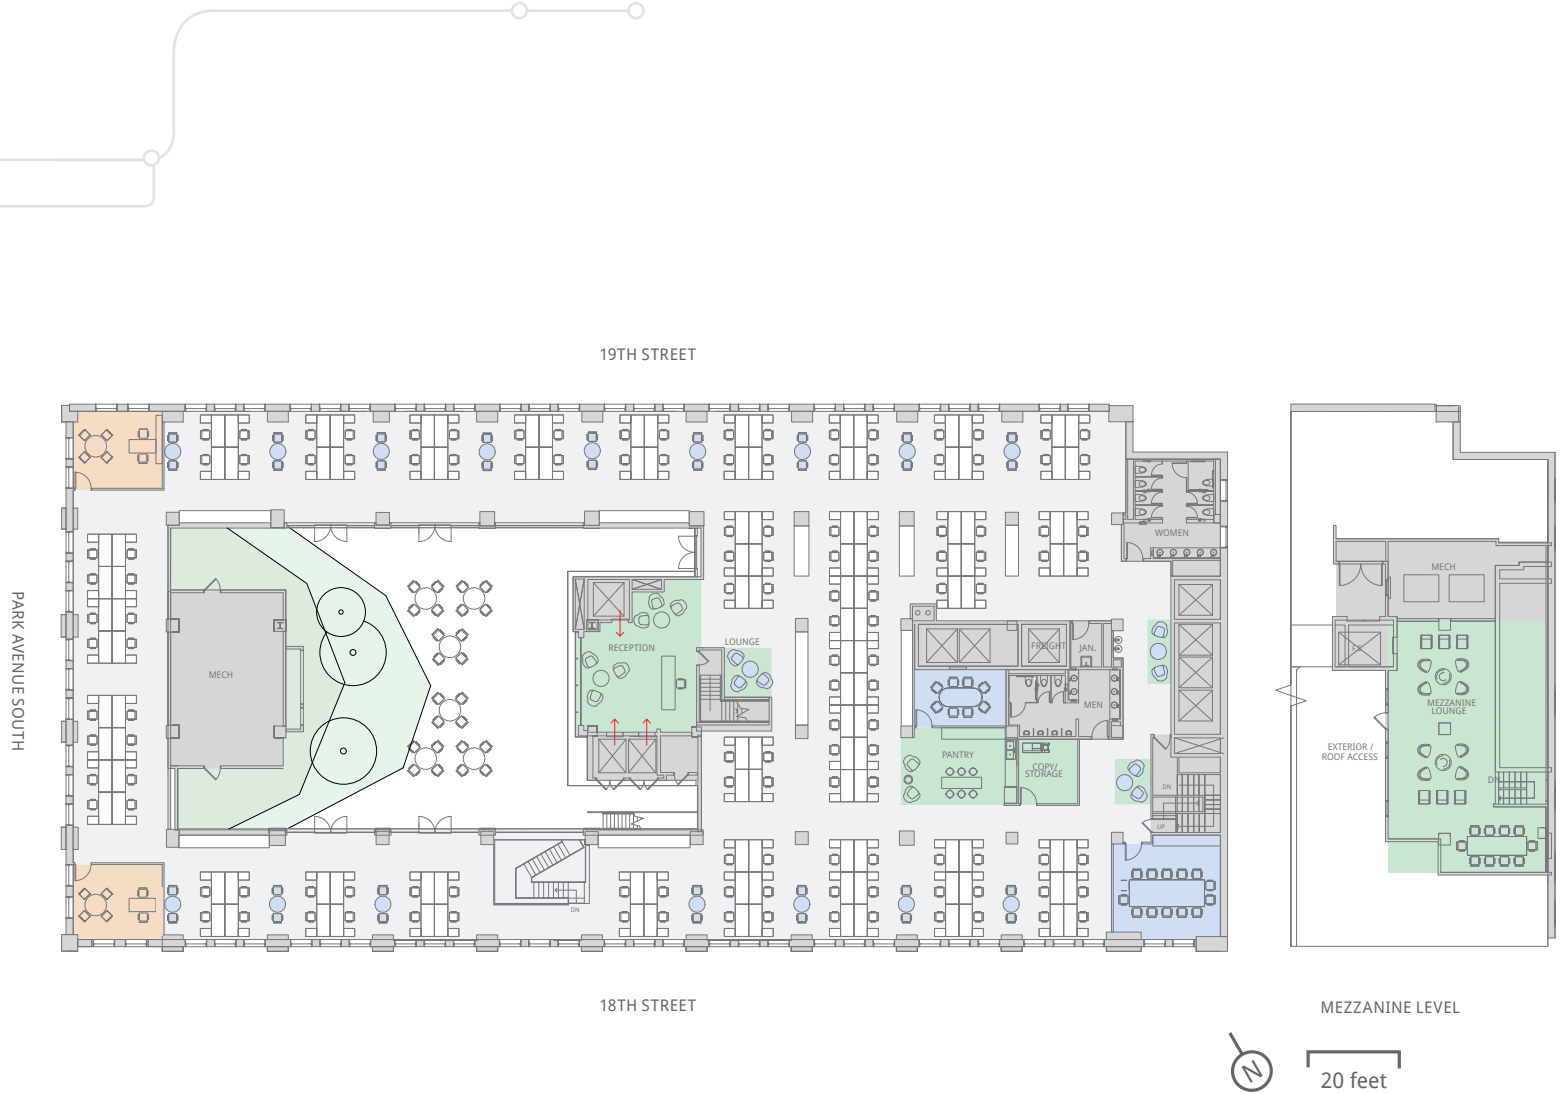 19TH STREET
PARK AVENUE SOUTH
WOMEN
MECH
RECEPTION
LOUNGE
FREIGHT
JAN.
MECH
MEN
MEZZANINE
LOUNGE
PANTRY
COPY/
STORAGE
EXTERIOR /
ROOF ACCESS
DN
DN
UP
DN
18TH STREET
MEZZANINE LEVEL
N
20 feet